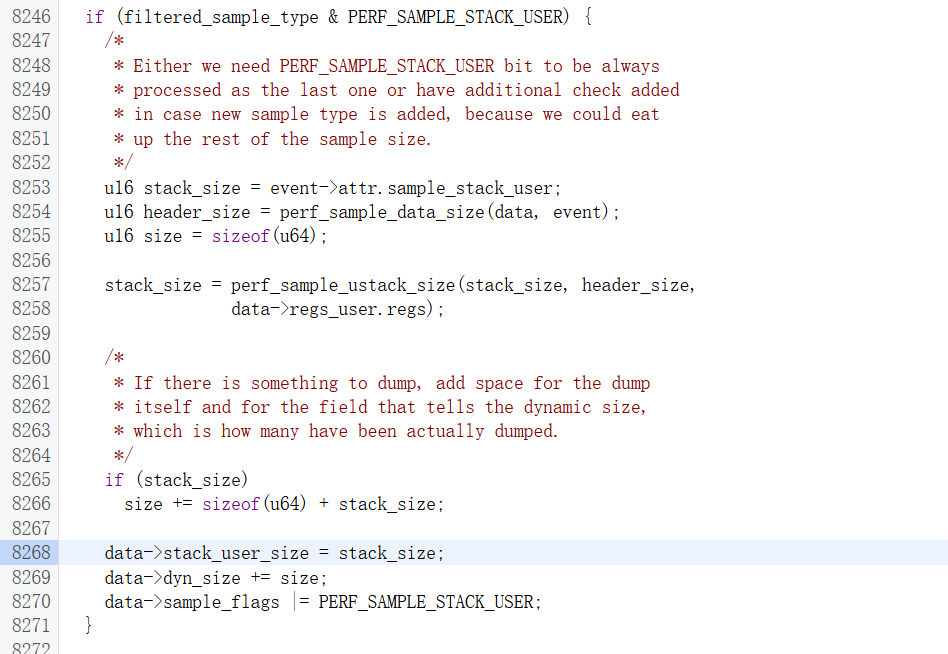 8246 if (filtered_sample_type & PERF_SAMPLE_STACK_USER) {
8247 /*
8248 * Either we need PERF_SAMPLE_STACK_USER bit to be always
8249 * processed as the last one or have additional check added
8250 * in case new sample type is added, because we could eat
8251 * up the rest of the sample size.
8252 */
8253 u16 stack_size = event->attr.sample_stack_user;
8254 u16 header_size = perf_sample_data_size(data, event);
8255 u16 size = sizeof(u64);
8256
8257 stack_size = perf_sample_ustack_size(stack_size, header_size,
8258 data->regs_user.regs);
8259
8260 /*
8261 * If there is something to dump, add space for the dump
8262 * itself and for the field that tells the dynamic size,
8263 * which is how many have been actually dumped.
8264 */
8265 if (stack_size)
8266 size += sizeof(u64) + stack_size;
8267
8268 data->stack_user_size = stack_size;
8269 data->dyn_size += size;
8270 data->sample_flags |= PERF_SAMPLE_STACK_USER;
8271 }
8272